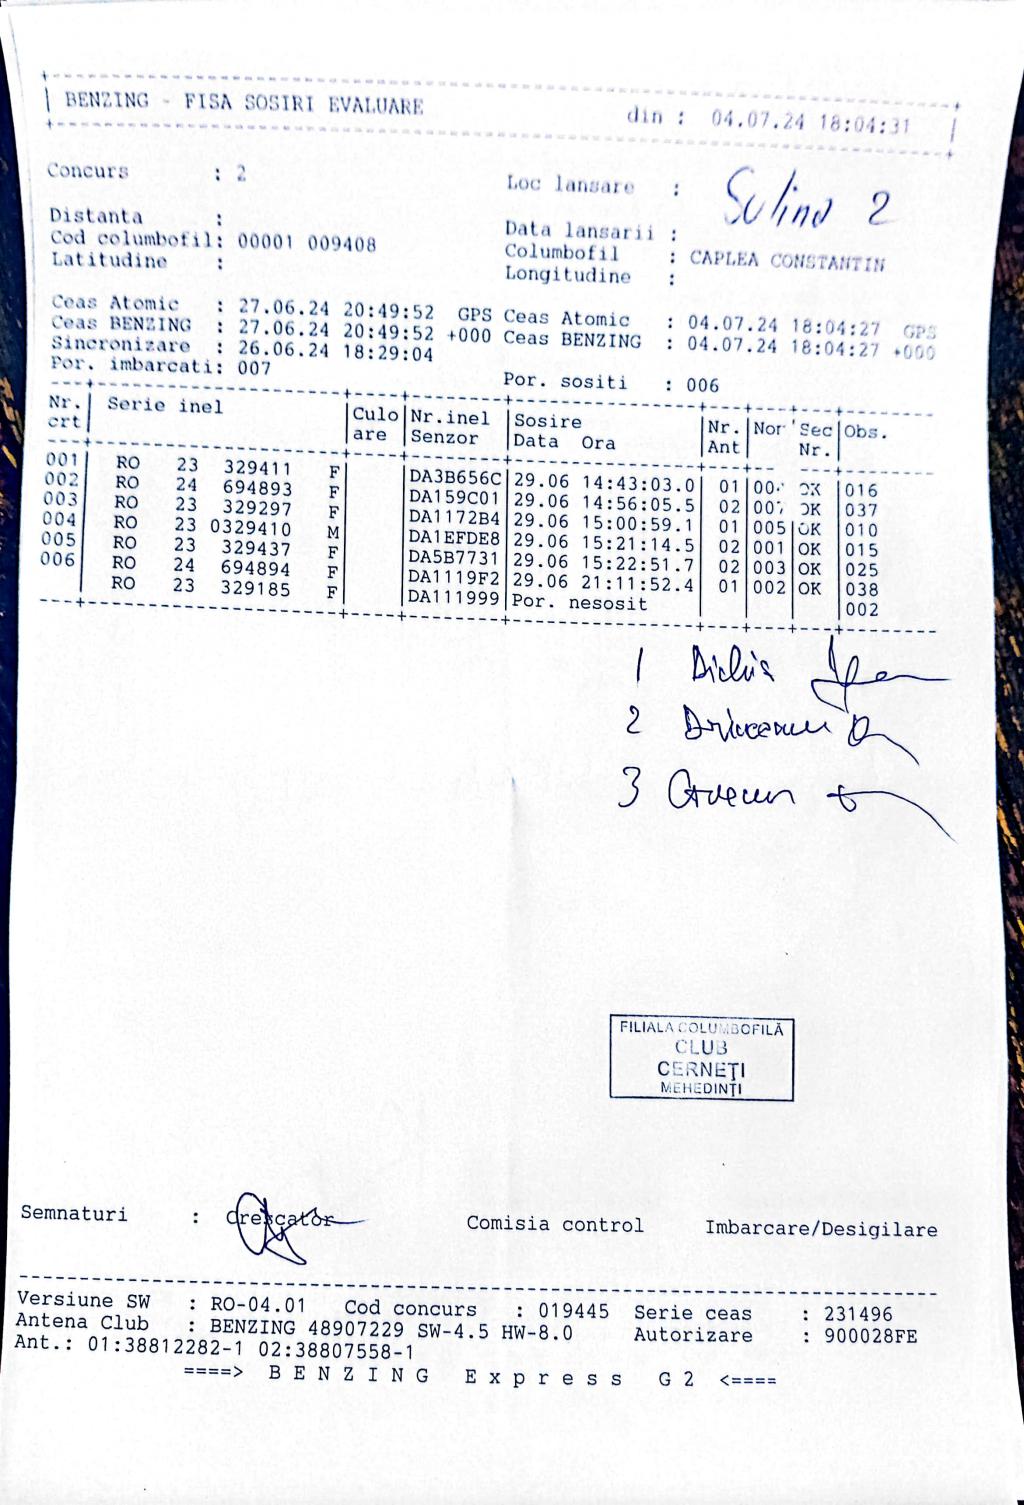 BENZING - FISA SOSIRI EVALUARE din : 04.07.24 18:04:31
Concurs : 2 Loc lansare : Sulina 2
Distanta : Data lansarii :
Cod columbofil: 00001 009408 Columbofil : CAPLEA CONSTANTIN
Latitudine : Longitudine :
Ceas Atomic : 27.06.24 20:49:52 GPS Ceas Atomic : 04.07.24 18:04:27 GPS
Ceas BENZING : 27.06.24 20:49:52 +000 Ceas BENZING : 04.07.24 18:04:27 +000
Sincronizare : 26.06.24 18:29:04
Por. imbarcati: 007 Por. sositi : 006
Nr. Serie inel Culo Nr.inel Sosire Nr. Nor Sec Obs.
crt are Senzor Data Ora Ant Nr.
001 RO 23 329411 F DA3B656C 29.06 14:43:03.0 01 OK 016
002 RO 24 694893 F DA159C01 29.06 14:56:05.5 02 OK 037
003 RO 23 329297 F DA1172B4 29.06 15:00:59.1 01 005 OK 010
004 RO 23 0329410 M DA1EFDE8 29.06 15:21:14.5 02 001 OK 015
005 RO 23 329437 F DA5B7731 29.06 15:22:51.7 02 003 OK 025
006 RO 24 694894 F DA1119F2 29.06 21:11:52.4 01 002 OK 038
RO 23 329185 F DA111999 Por. nesosit 002
1
2
3
FILIALA COLUMBOFILĂ
CLUB
CERNEȚI
MEHEDINȚI
Semnaturi : crescator Comisia control Imbarcare/Desigilare
Versiune SW : RO-04.01 Cod concurs : 019445 Serie ceas : 231496
Antena Club : BENZING 48907229 SW-4.5 HW-8.0 Autorizare : 900028FE
Ant.: 01:38812282-1 02:38807558-1
====> B E N Z I N G E x p r e s s G 2 <====